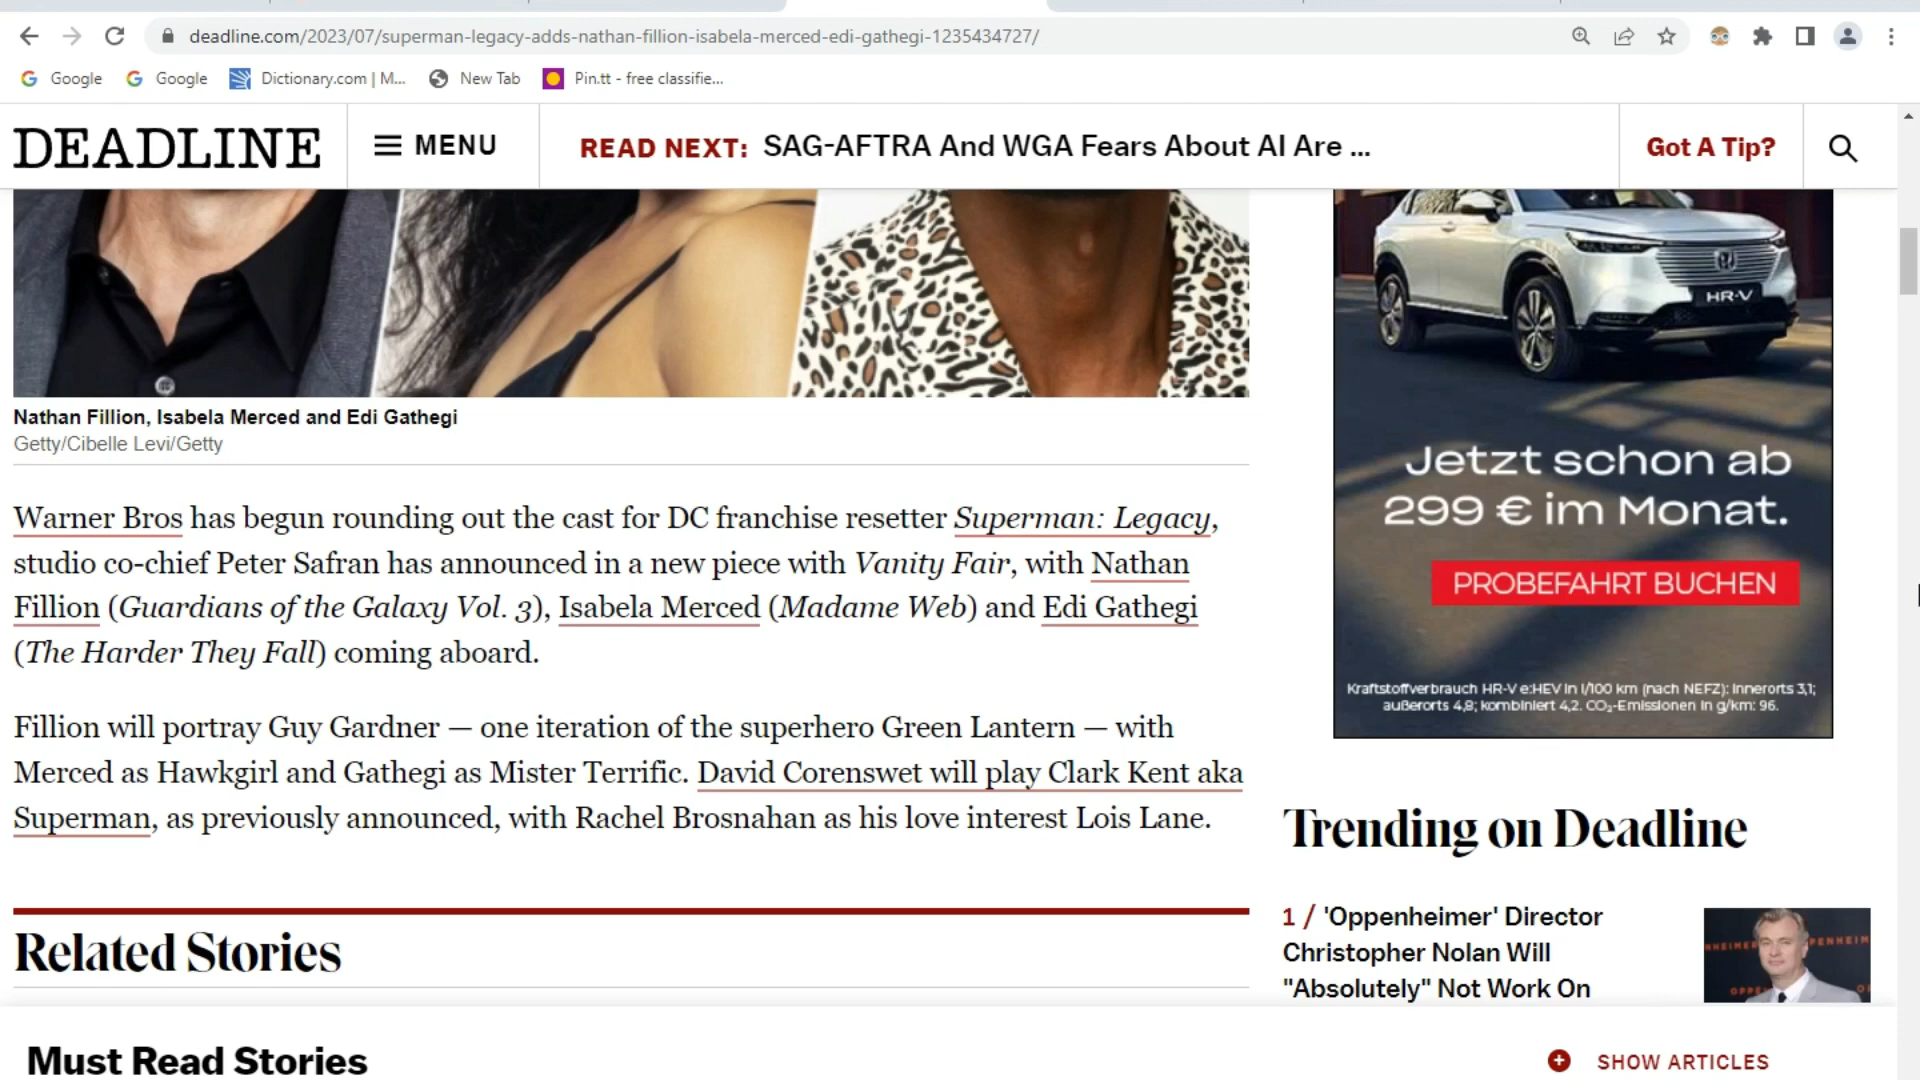 deadline.com/2023/07/superman-legacy-adds-nathan-fillion-isabela-merced-edi-gathegi-1235434727/
Google
Google
Dictionary.com | M...
New Tab
Pin.tt - free classifie...
DEADLINE
MENU
READ NEXT: SAG-AFTRA And WGA Fears About AI Are ...
Got A Tip?
Nathan Fillion, Isabela Merced and Edi Gathegi
Getty/Cibelle Levi/Getty
Warner Bros has begun rounding out the cast for DC franchise resetter Superman: Legacy,
studio co-chief Peter Safran has announced in a new piece with Vanity Fair, with Nathan
Fillion (Guardians of the Galaxy Vol. 3), Isabela Merced (Madame Web) and Edi Gathegi
(The Harder They Fall) coming aboard.
Fillion will portray Guy Gardner — one iteration of the superhero Green Lantern — with
Merced as Hawkgirl and Gathegi as Mister Terrific. David Corenswet will play Clark Kent aka
Superman, as previously announced, with Rachel Brosnahan as his love interest Lois Lane.
Related Stories
HR-V
Jetzt schon ab
299 € im Monat.
PROBEFAHRT BUCHEN
Kraftstoffverbrauch HR-V e:HEV in l/100 km (nach NEFZ): innerorts 3,1;
außerorts 4,8; kombiniert 4,2. CO₂-Emissionen in g/km: 96.
Trending on Deadline
1 / 'Oppenheimer' Director
Christopher Nolan Will
"Absolutely" Not Work On
Must Read Stories
SHOW ARTICLES